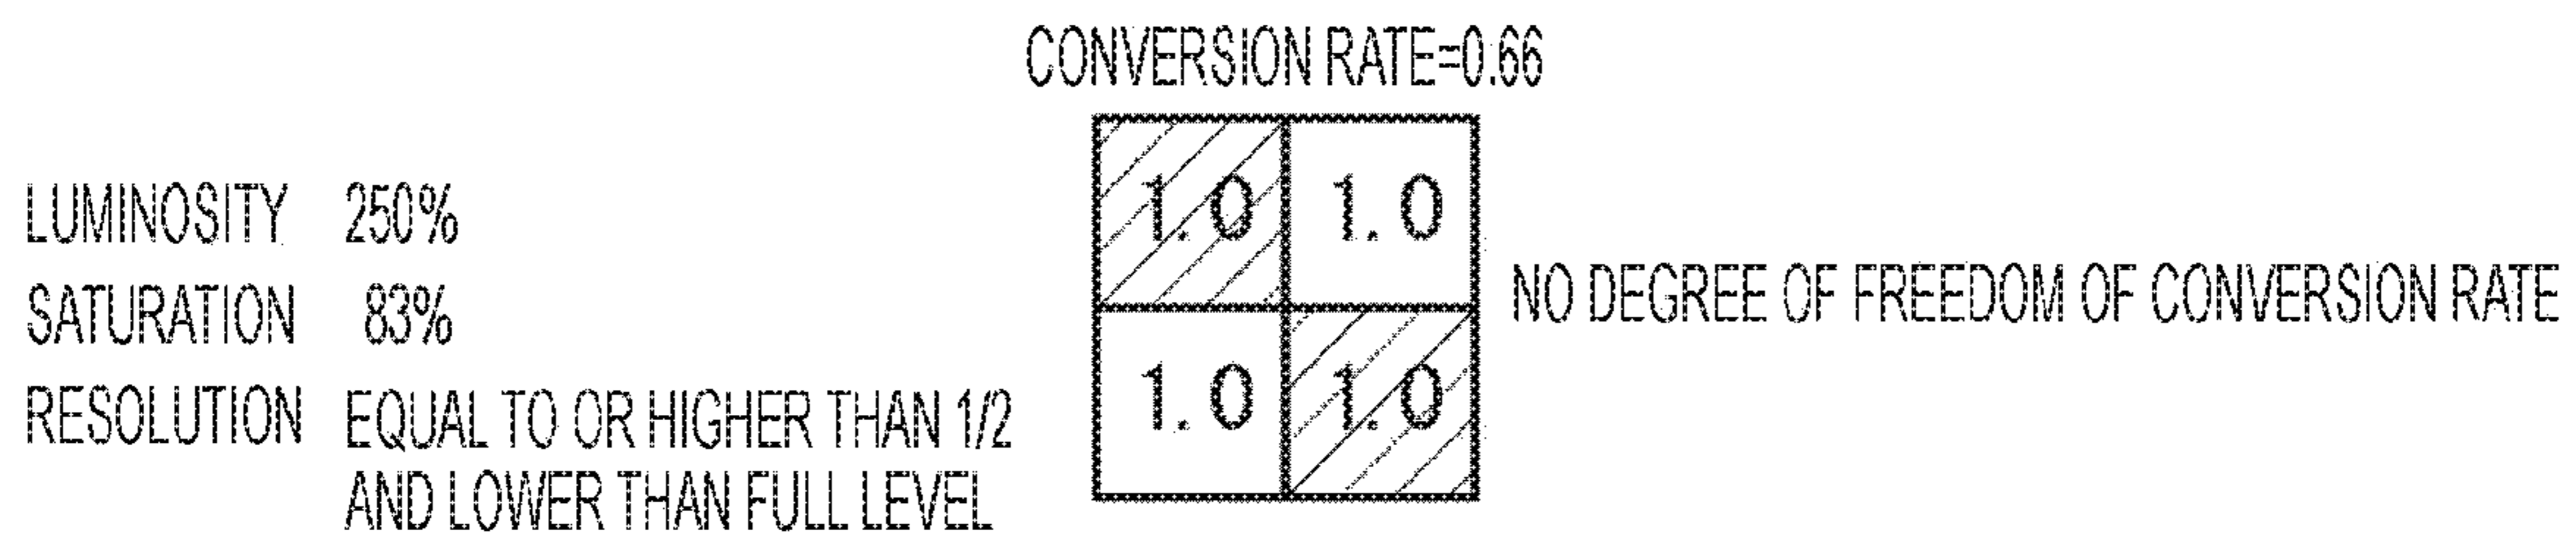 CONVERSION RATE=0.66
LUMINOSITY 250%
SATURATION 83%
RESOLUTION EQUAL TO OR HIGHER THAN 1/2
AND LOWER THAN FULL LEVEL
1.0 1.0
1.0 1.0
NO DEGREE OF FREEDOM OF CONVERSION RATE